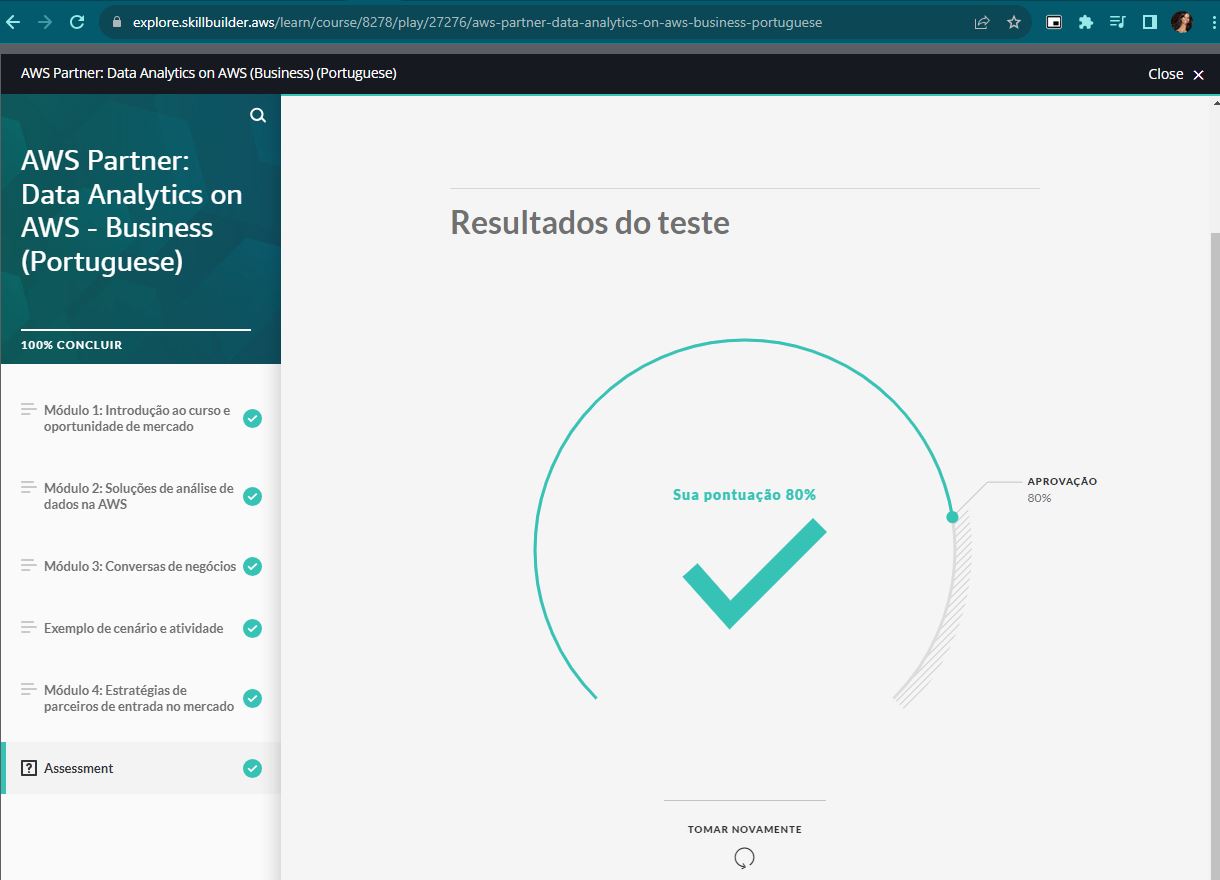 explore.skillbuilder.aws/learn/course/8278/play/27276/aws-partner-data-analytics-on-aws-business-portuguese
AWS Partner: Data Analytics on AWS (Business) (Portuguese)
Close
AWS Partner:
Data Analytics on
AWS - Business
(Portuguese)
100% CONCLUIR
Módulo 1: Introdução ao curso e
oportunidade de mercado
Módulo 2: Soluções de análise de
dados na AWS
Módulo 3: Conversas de negócios
Exemplo de cenário e atividade
Módulo 4: Estratégias de
parceiros de entrada no mercado
Assessment
Resultados do teste
Sua pontuação 80%
APROVAÇÃO
80%
TOMAR NOVAMENTE